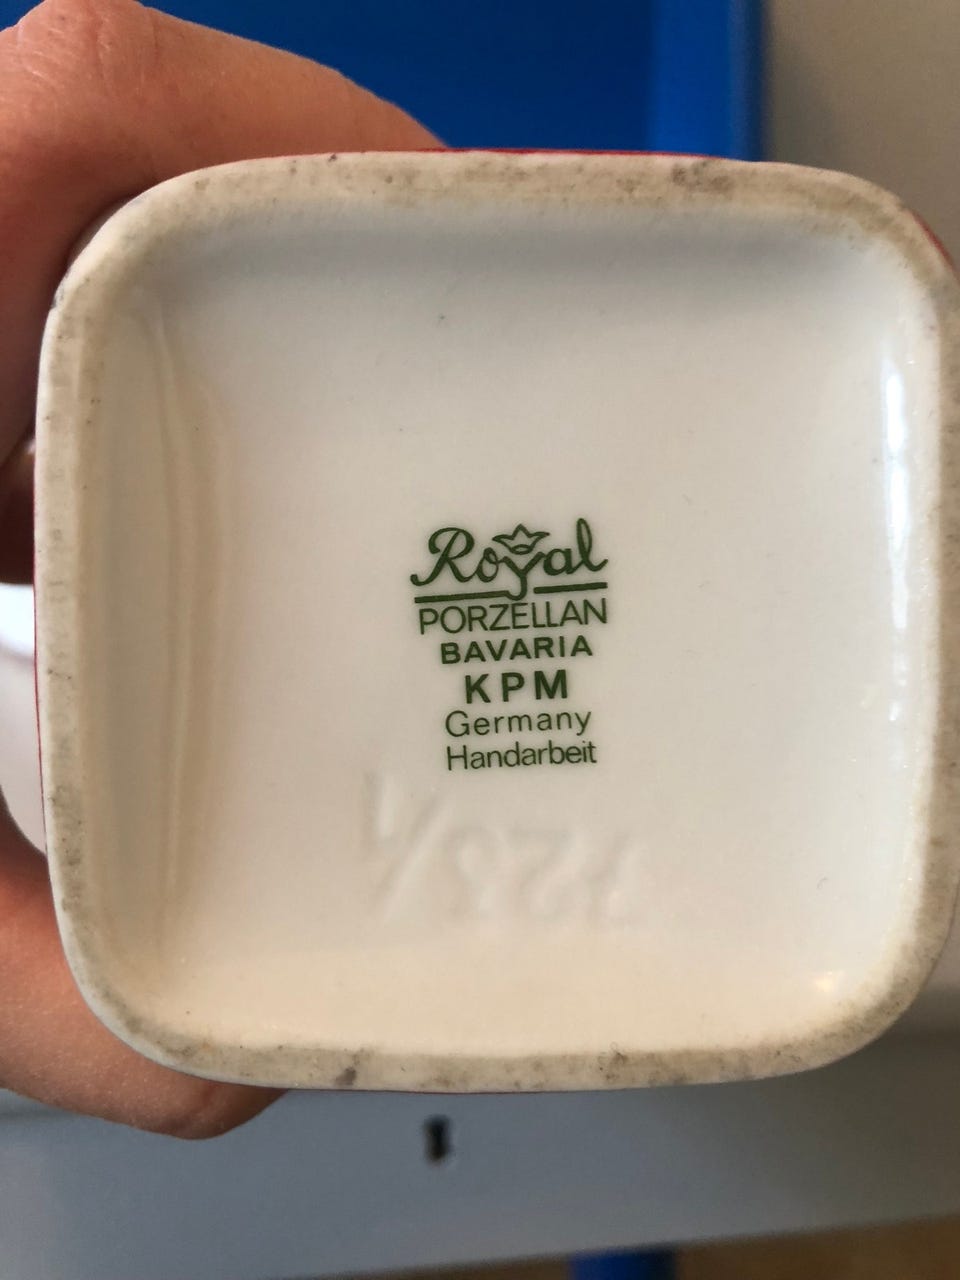 Royal
PORZELLAN
BAVARIA
KPM
Germany
Handarbeit